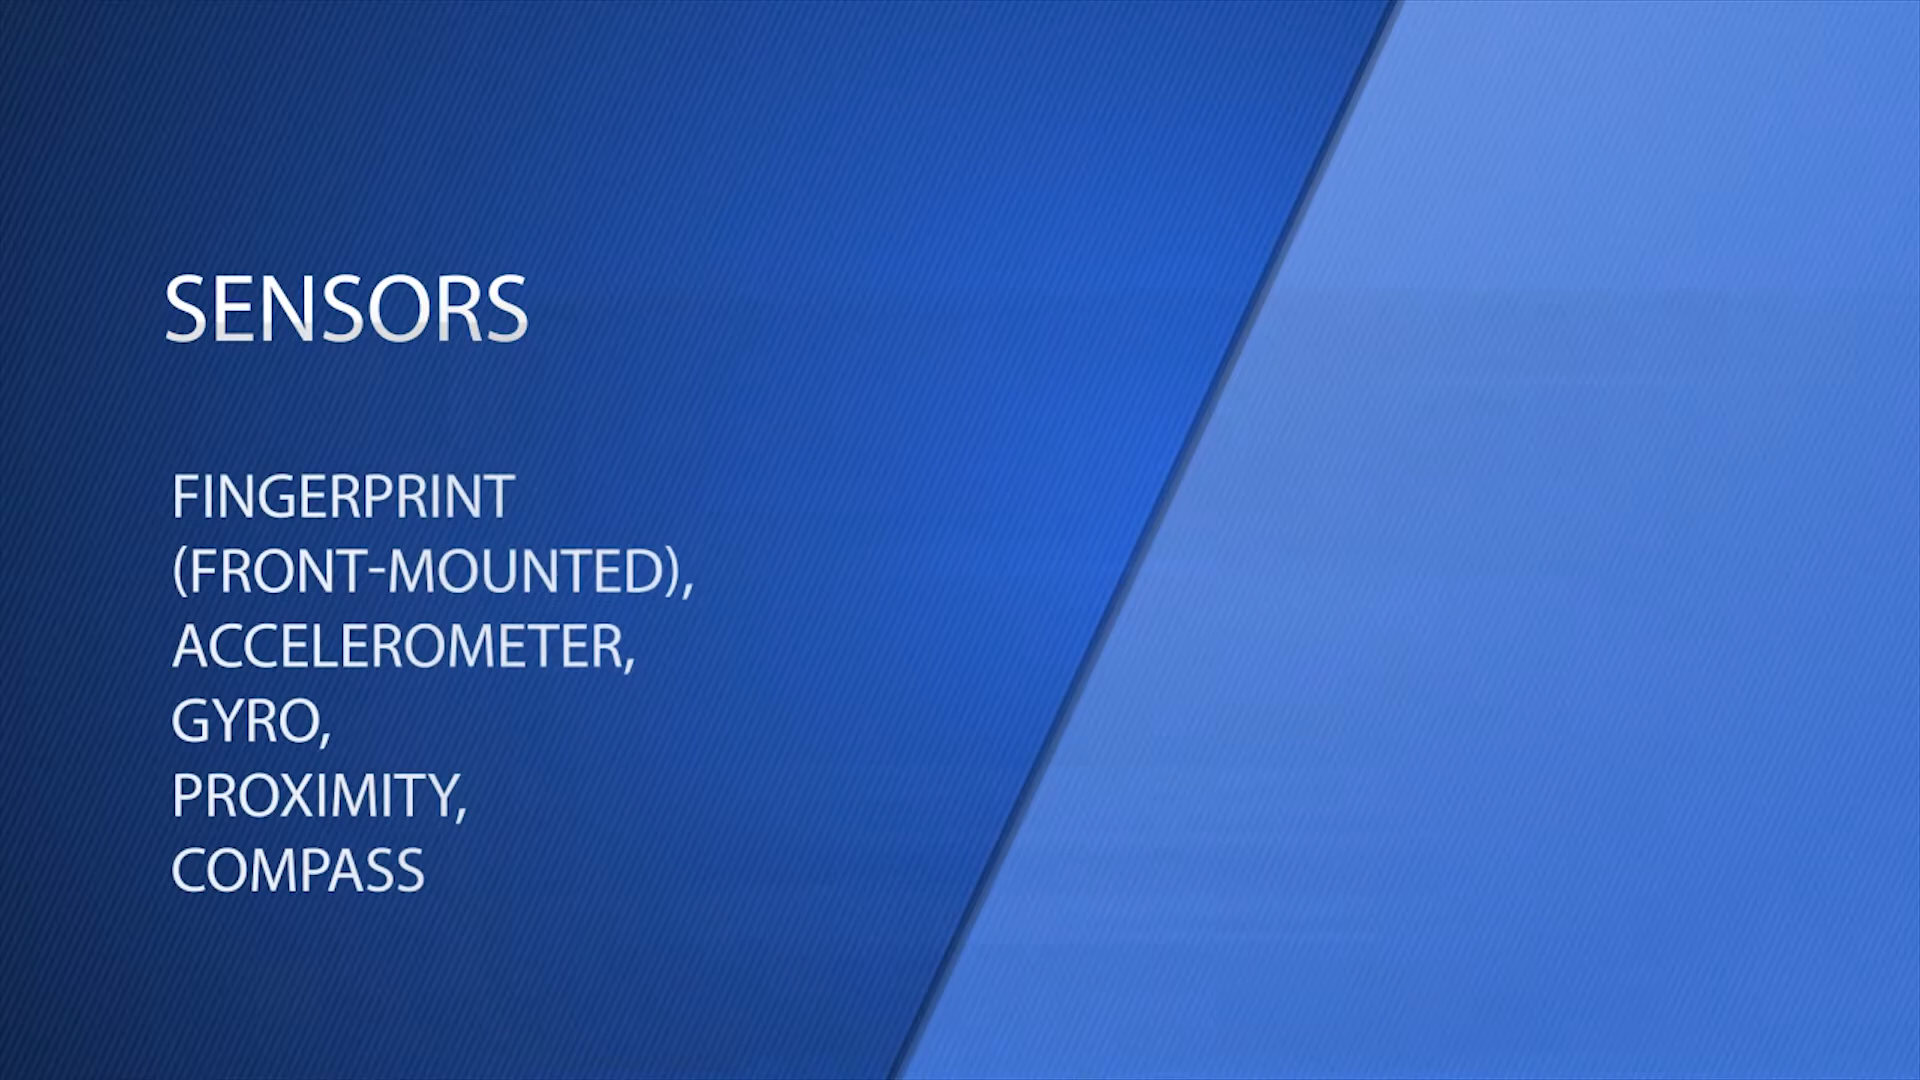 SENSORS
FINGERPRINT
(FRONT-MOUNTED),
ACCELEROMETER,
GYRO,
PROXIMITY,
COMPASS